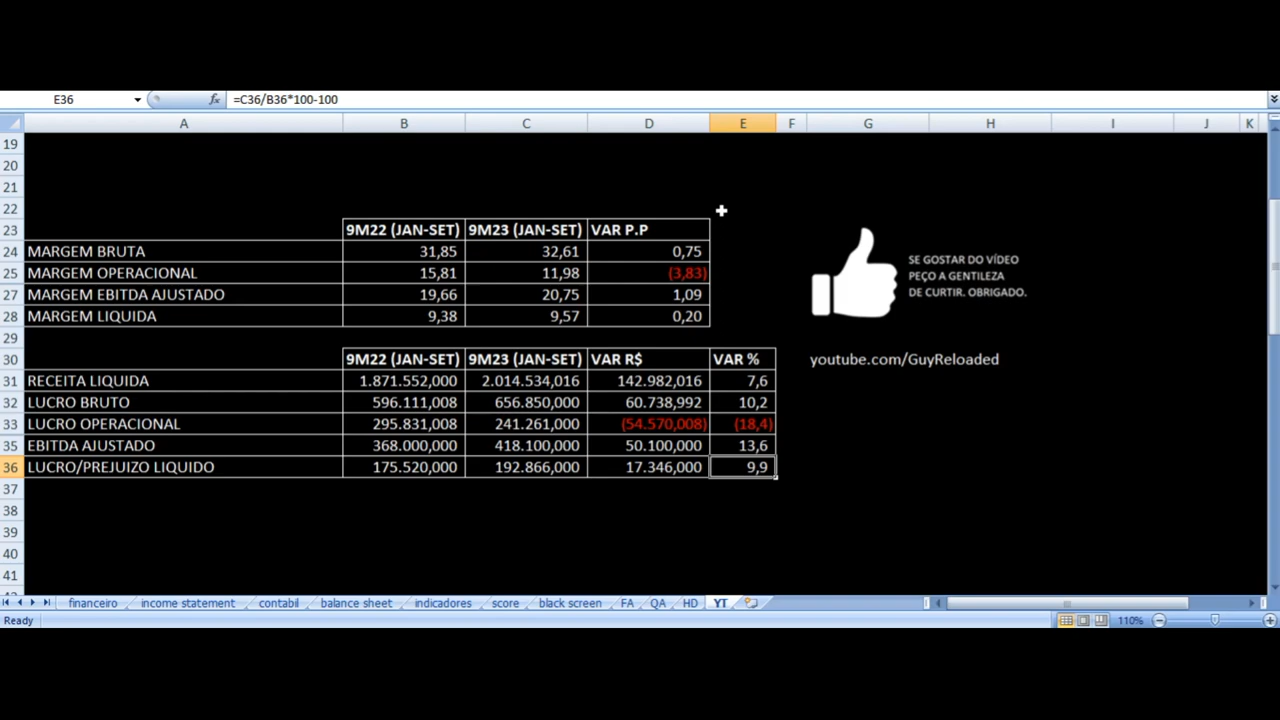 E36 fx =C36/B36*100-100
A B C D E F G H I J K
19
20
21
22
23 9M22 (JAN-SET) 9M23 (JAN-SET) VAR P.P
24 MARGEM BRUTA 31,85 32,61 0,75
25 MARGEM OPERACIONAL 15,81 11,98 (3,83)
27 MARGEM EBITDA AJUSTADO 19,66 20,75 1,09
28 MARGEM LIQUIDA 9,38 9,57 0,20
SE GOSTAR DO VÍDEO
PEÇO A GENTILEZA
DE CURTIR. OBRIGADO.
29
30 9M22 (JAN-SET) 9M23 (JAN-SET) VAR R$ VAR % youtube.com/GuyReloaded
31 RECEITA LIQUIDA 1.871.552,000 2.014.534,016 142.982,016 7,6
32 LUCRO BRUTO 596.111,008 656.850,000 60.738,992 10,2
33 LUCRO OPERACIONAL 295.831,008 241.261,000 (54.570,008) (18,4)
35 EBITDA AJUSTADO 368.000,000 418.100,000 50.100,000 13,6
36 LUCRO/PREJUIZO LIQUIDO 175.520,000 192.866,000 17.346,000 9,9
37
38
39
40
41
financeiro income statement contabil balance sheet indicadores score black screen FA QA HD YT
Ready 110%